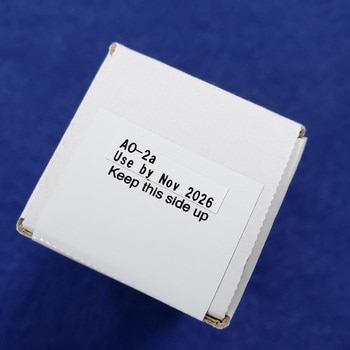 AO-2a
Use by Nov 2026
Keep this side up